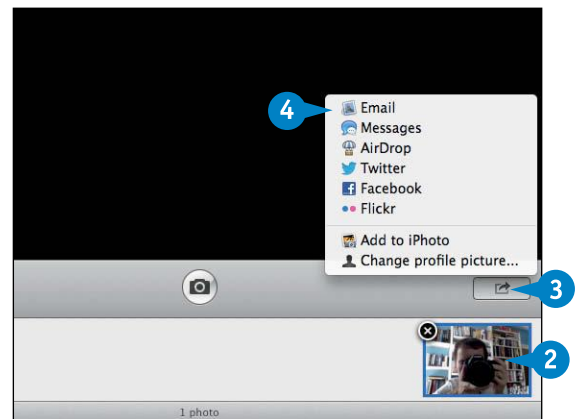 4
Email
Messages
AirDrop
Twitter
Facebook
Flickr
Add to iPhoto
Change profile picture...
3
2
1 photo